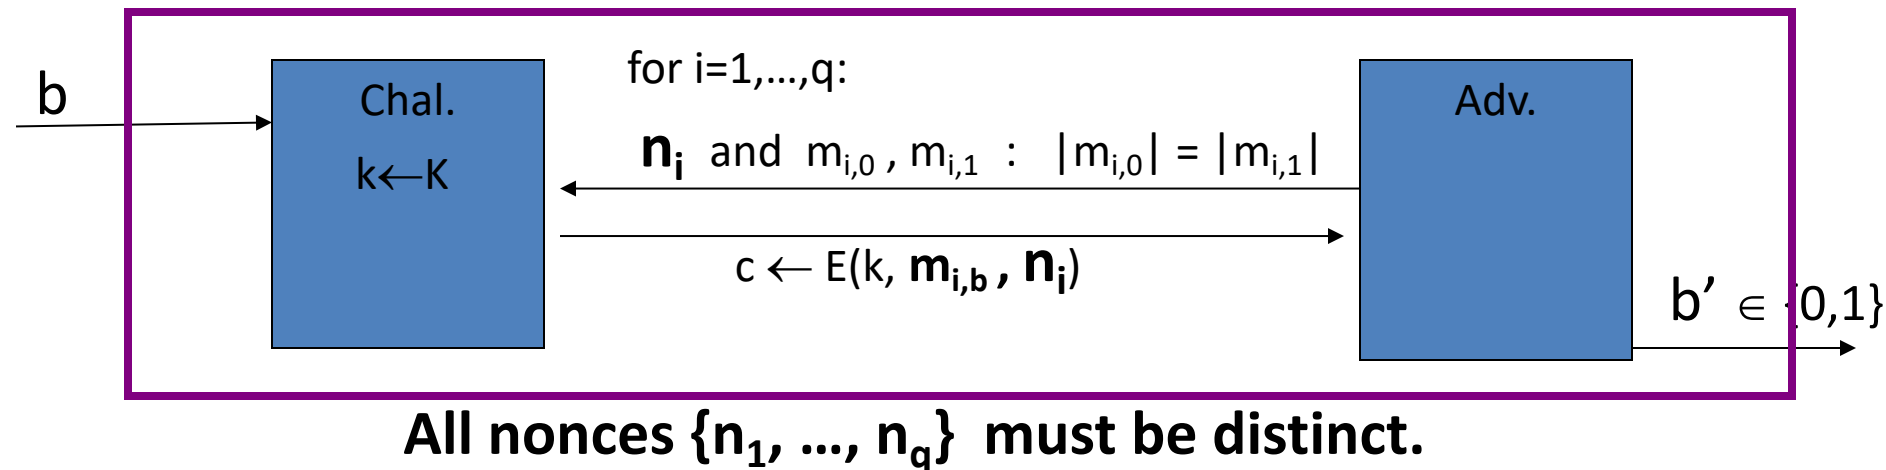 for i=1,…,q:
b
Chal.
Adv.
k←K
nᵢ and mᵢ,₀ , mᵢ,₁ : |mᵢ,₀| = |mᵢ,₁|
c ← E(k, mᵢ,b , nᵢ)
b’ ∈ {0,1}
All nonces {n₁, …, nq} must be distinct.